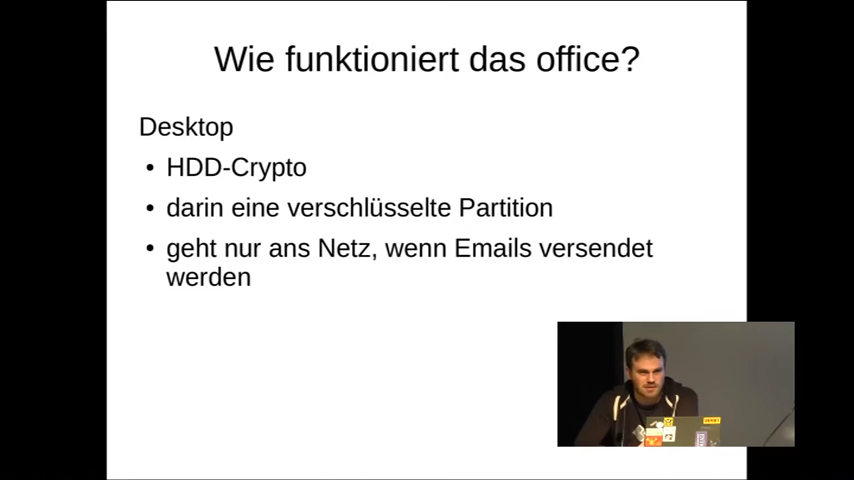 Wie funktioniert das office?
Desktop
• HDD-Crypto
• darin eine verschlüsselte Partition
• geht nur ans Netz, wenn Emails versendet
werden